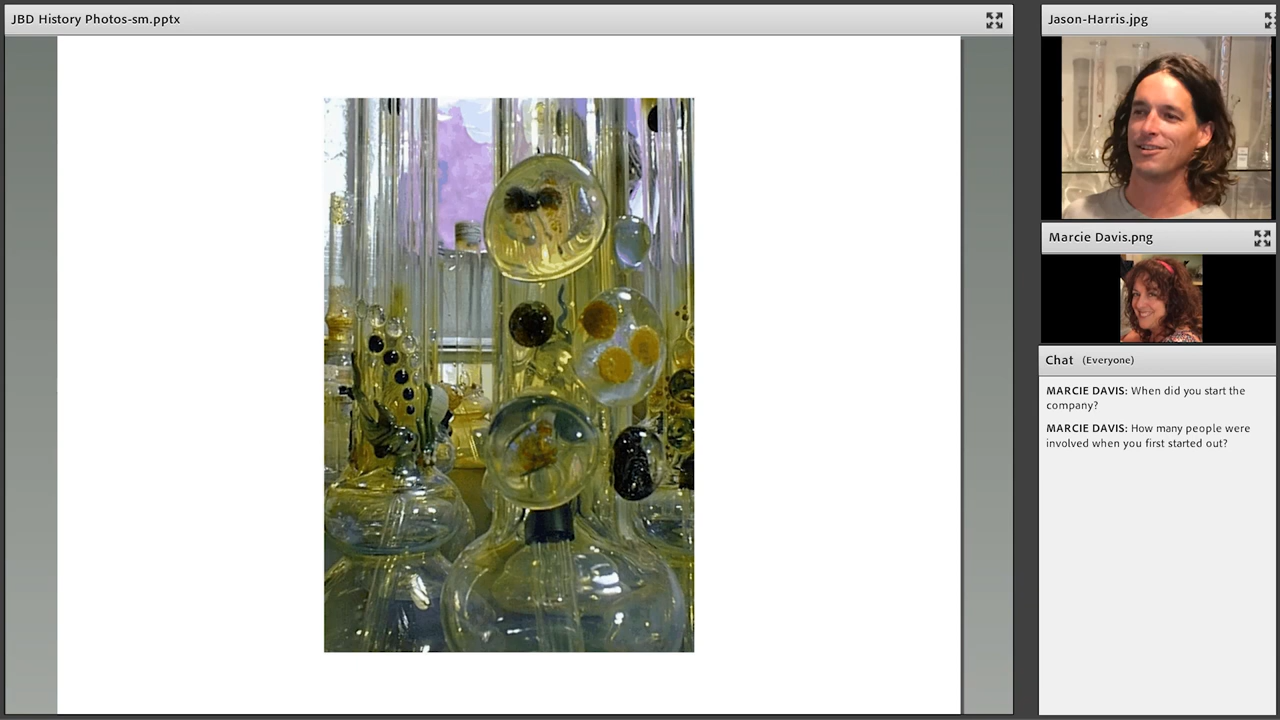 JBD History Photos-sm.pptx
Jason-Harris.jpg
Marcie Davis.png
Chat (Everyone)
MARCIE DAVIS: When did you start the
company?
MARCIE DAVIS: How many people were
involved when you first started out?